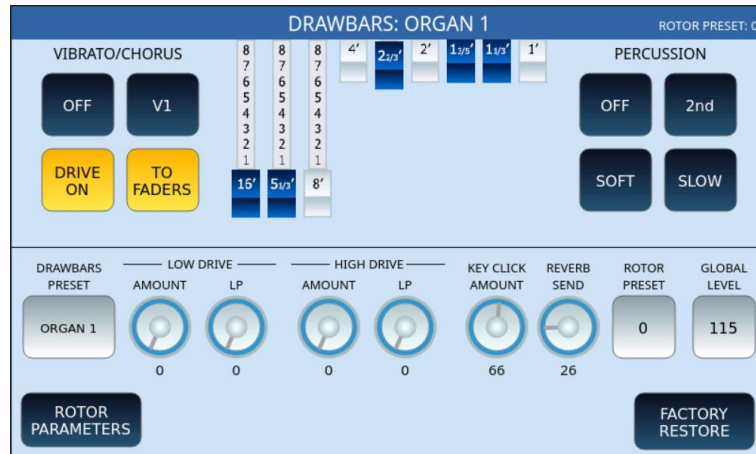 DRAWBARS: ORGAN 1
ROTOR PRESET: 0
VIBRATO/CHORUS
OFF
V1
DRIVE ON
TO FADERS
8 8 8 4′ 2 2/3′ 2′ 1 3/5′ 1 1/3′ 1′
7 7 7
6 6 6
5 5 5
4 4 4
3 3 3
2 2 2
1 1 1
16′ 5 1/3′ 8′
PERCUSSION
OFF
2nd
SOFT
SLOW
DRAWBARS PRESET
ORGAN 1
LOW DRIVE
AMOUNT
LP
0
0
HIGH DRIVE
AMOUNT
LP
0
0
KEY CLICK AMOUNT
66
REVERB SEND
26
ROTOR PRESET
0
GLOBAL LEVEL
115
ROTOR PARAMETERS
FACTORY RESTORE